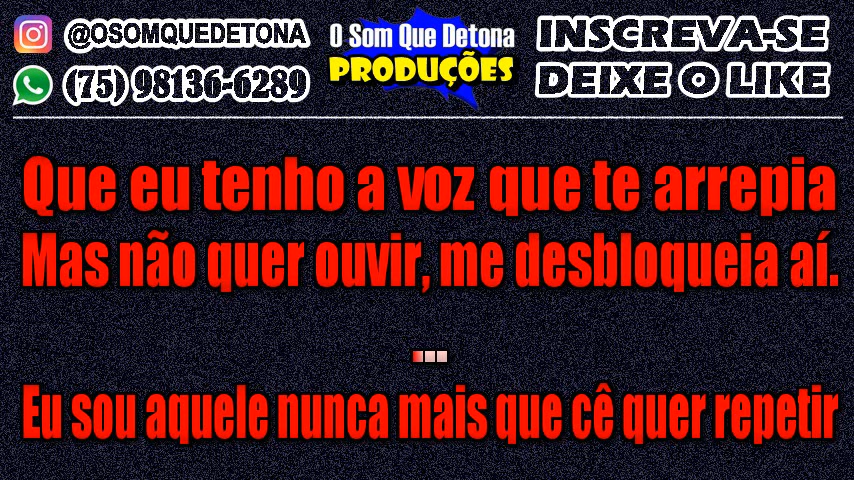 @OSOMQUEDETONA
(75) 98136-6289
O Som Que Detona
PRODUÇÕES
INSCREVA-SE
DEIXE O LIKE
Que eu tenho a voz que te arrepia
Mas não quer ouvir, me desbloqueia aí.
...
Eu sou aquele nunca mais que cê quer repetir